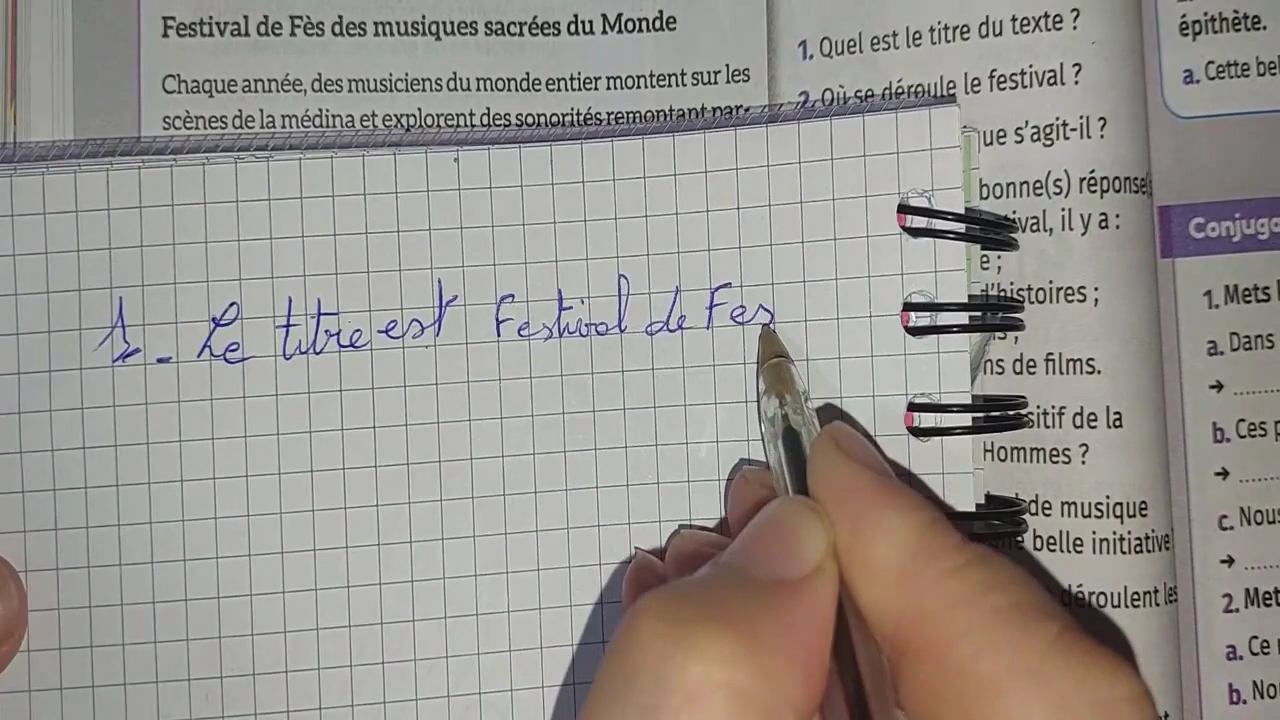 Festival de Fès des musiques sacrées du Monde
Chaque année, des musiciens du monde entier montent sur les
scènes de la médina et explorent des sonorités remontant par-
1. Quel est le titre du texte ?
2. Où se déroule le festival ?
ue s'agit-il ?
bonne(s) réponse(s
ival, il y a :
e ;
d'histoires ;
ns de films.
sitif de la
Hommes ?
de musique
belle initiative
déroulent les
épithète.
a. Cette bel
Conjuga
1. Mets l
a. Dans
→ ........
b. Ces p
→ ........
c. Nous
→ ........
2. Met
a. Ce
b. No
1. - Le titre est Festival de Fes